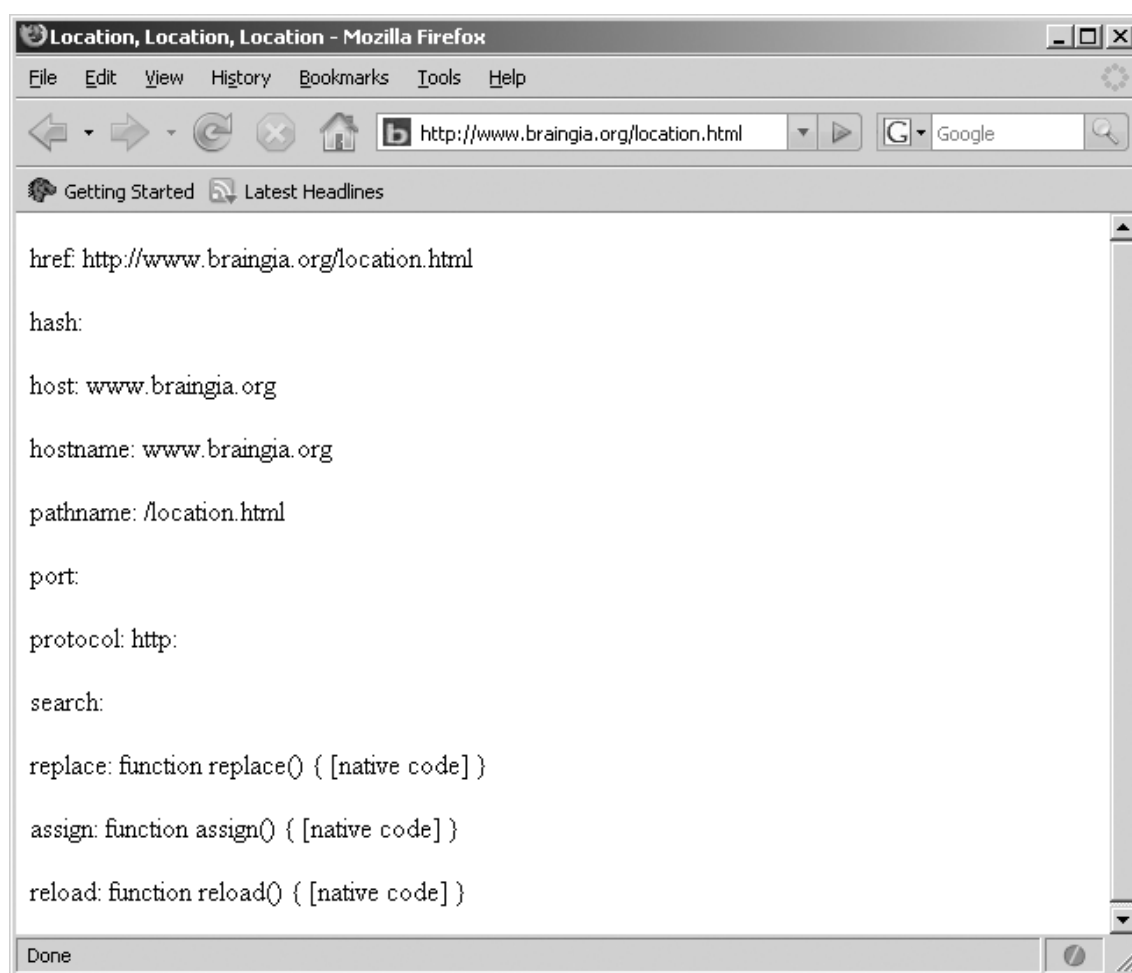 Location, Location, Location - Mozilla Firefox
File Edit View History Bookmarks Tools Help
http://www.braingia.org/location.html G Google
Getting Started Latest Headlines
href: http://www.braingia.org/location.html
hash:
host: www.braingia.org
hostname: www.braingia.org
pathname: /location.html
port:
protocol: http:
search:
replace: function replace() { [native code] }
assign: function assign() { [native code] }
reload: function reload() { [native code] }
Done